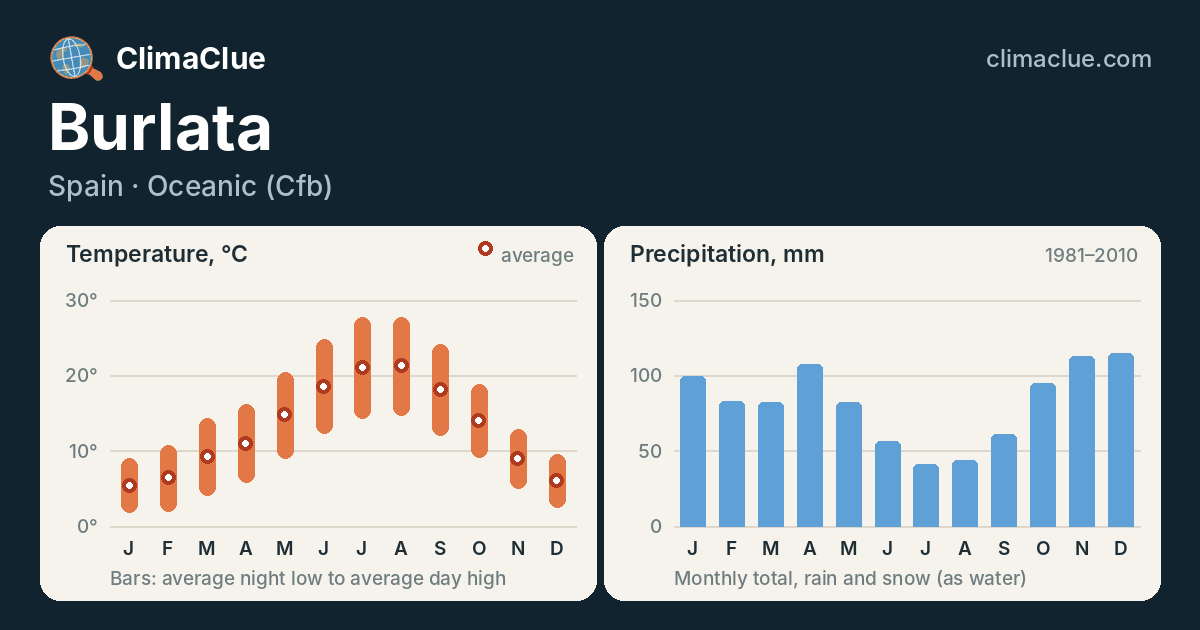 ClimaClue
climaclue.com
Burlata
Spain · Oceanic (Cfb)
Temperature, °C
average
30°
20°
10°
0°
J F M A M J J A S O N D
Bars: average night low to average day high
Precipitation, mm
1981–2010
150
100
50
0
J F M A M J J A S O N D
Monthly total, rain and snow (as water)